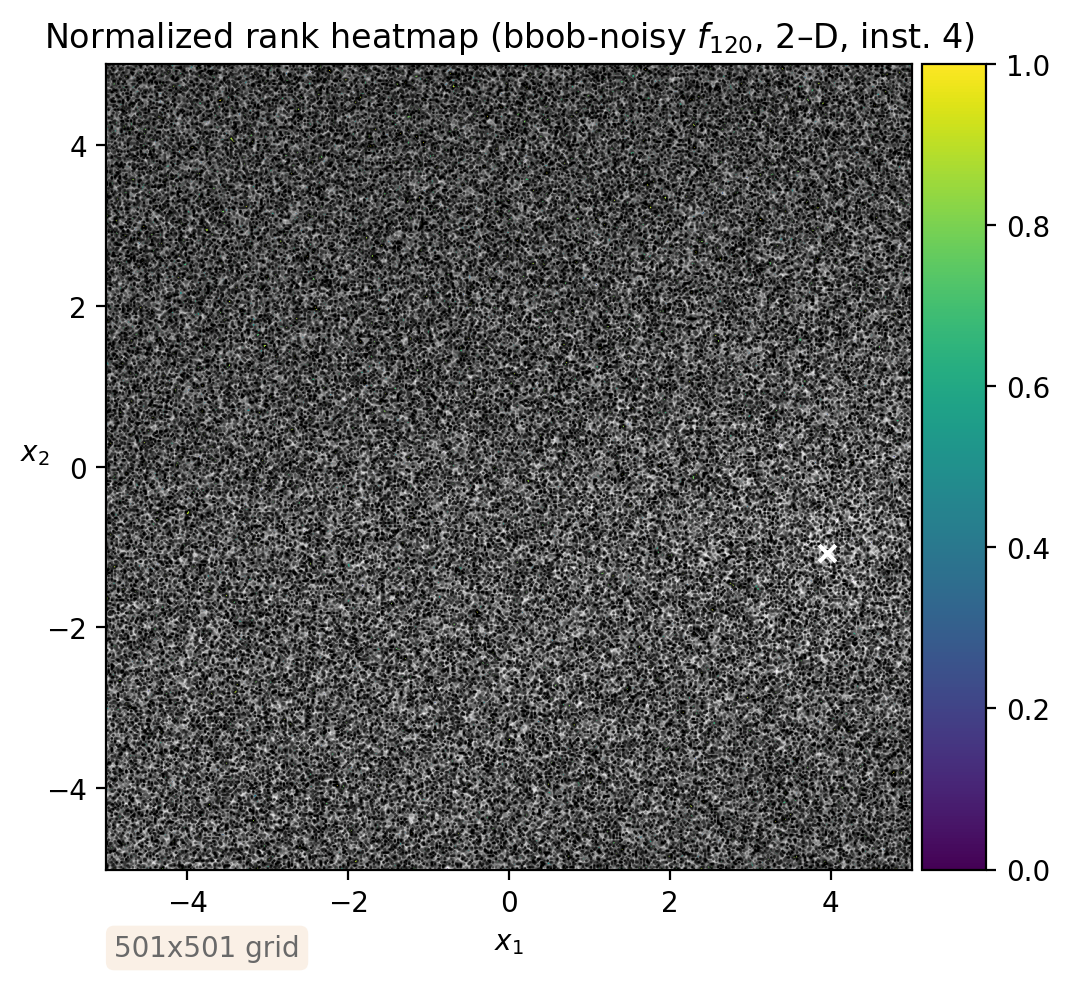 Normalized rank heatmap (bbob-noisy f120, 2–D, inst. 4)
1.0
0.8
0.6
0.4
0.2
0.0
4
2
0
−2
−4
x2
−4 −2 0 2 4
x1
501x501 grid